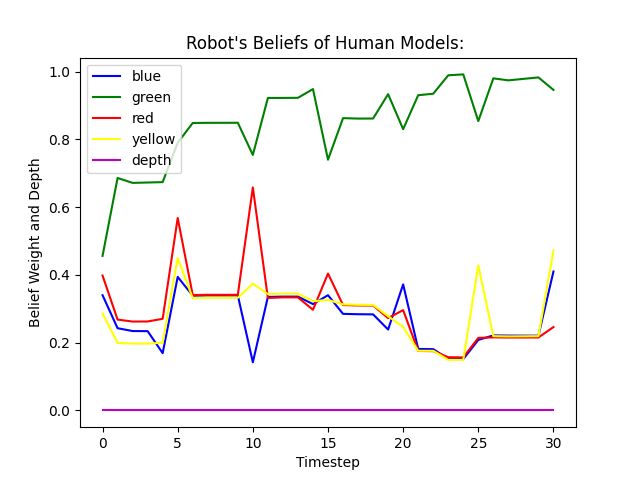 Robot's Beliefs of Human Models:
blue
green
red
yellow
depth
Belief Weight and Depth
1.0
0.8
0.6
0.4
0.2
0.0
0 5 10 15 20 25 30
Timestep